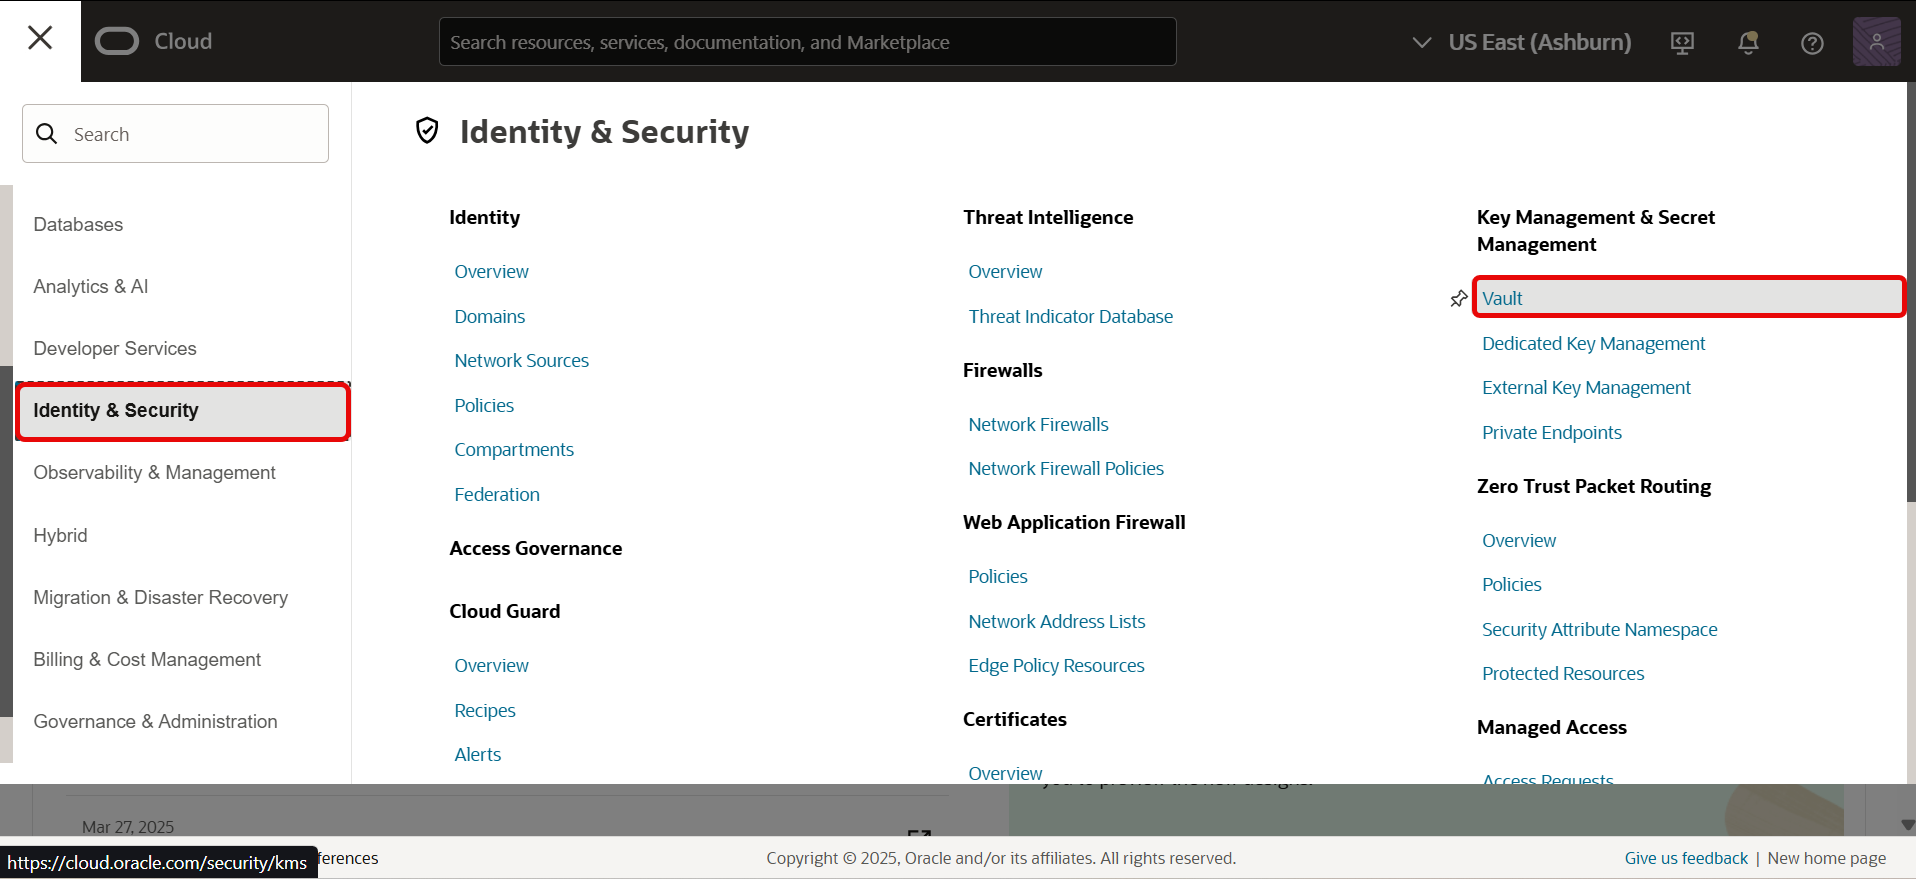 Cloud
Search resources, services, documentation, and Marketplace
US East (Ashburn)
Search
Databases
Analytics & AI
Developer Services
Identity & Security
Observability & Management
Hybrid
Migration & Disaster Recovery
Billing & Cost Management
Governance & Administration
Identity & Security
Identity
Overview
Domains
Network Sources
Policies
Compartments
Federation
Access Governance
Cloud Guard
Overview
Recipes
Alerts
Threat Intelligence
Overview
Threat Indicator Database
Firewalls
Network Firewalls
Network Firewall Policies
Web Application Firewall
Policies
Network Address Lists
Edge Policy Resources
Certificates
Overview
Key Management & Secret
Management
Vault
Dedicated Key Management
External Key Management
Private Endpoints
Zero Trust Packet Routing
Overview
Policies
Security Attribute Namespace
Protected Resources
Managed Access
Access Requests
you to preview the new designs.
Mar 27, 2025
https://cloud.oracle.com/security/kms
ferences
Copyright © 2025, Oracle and/or its affiliates. All rights reserved.
Give us feedback | New home page